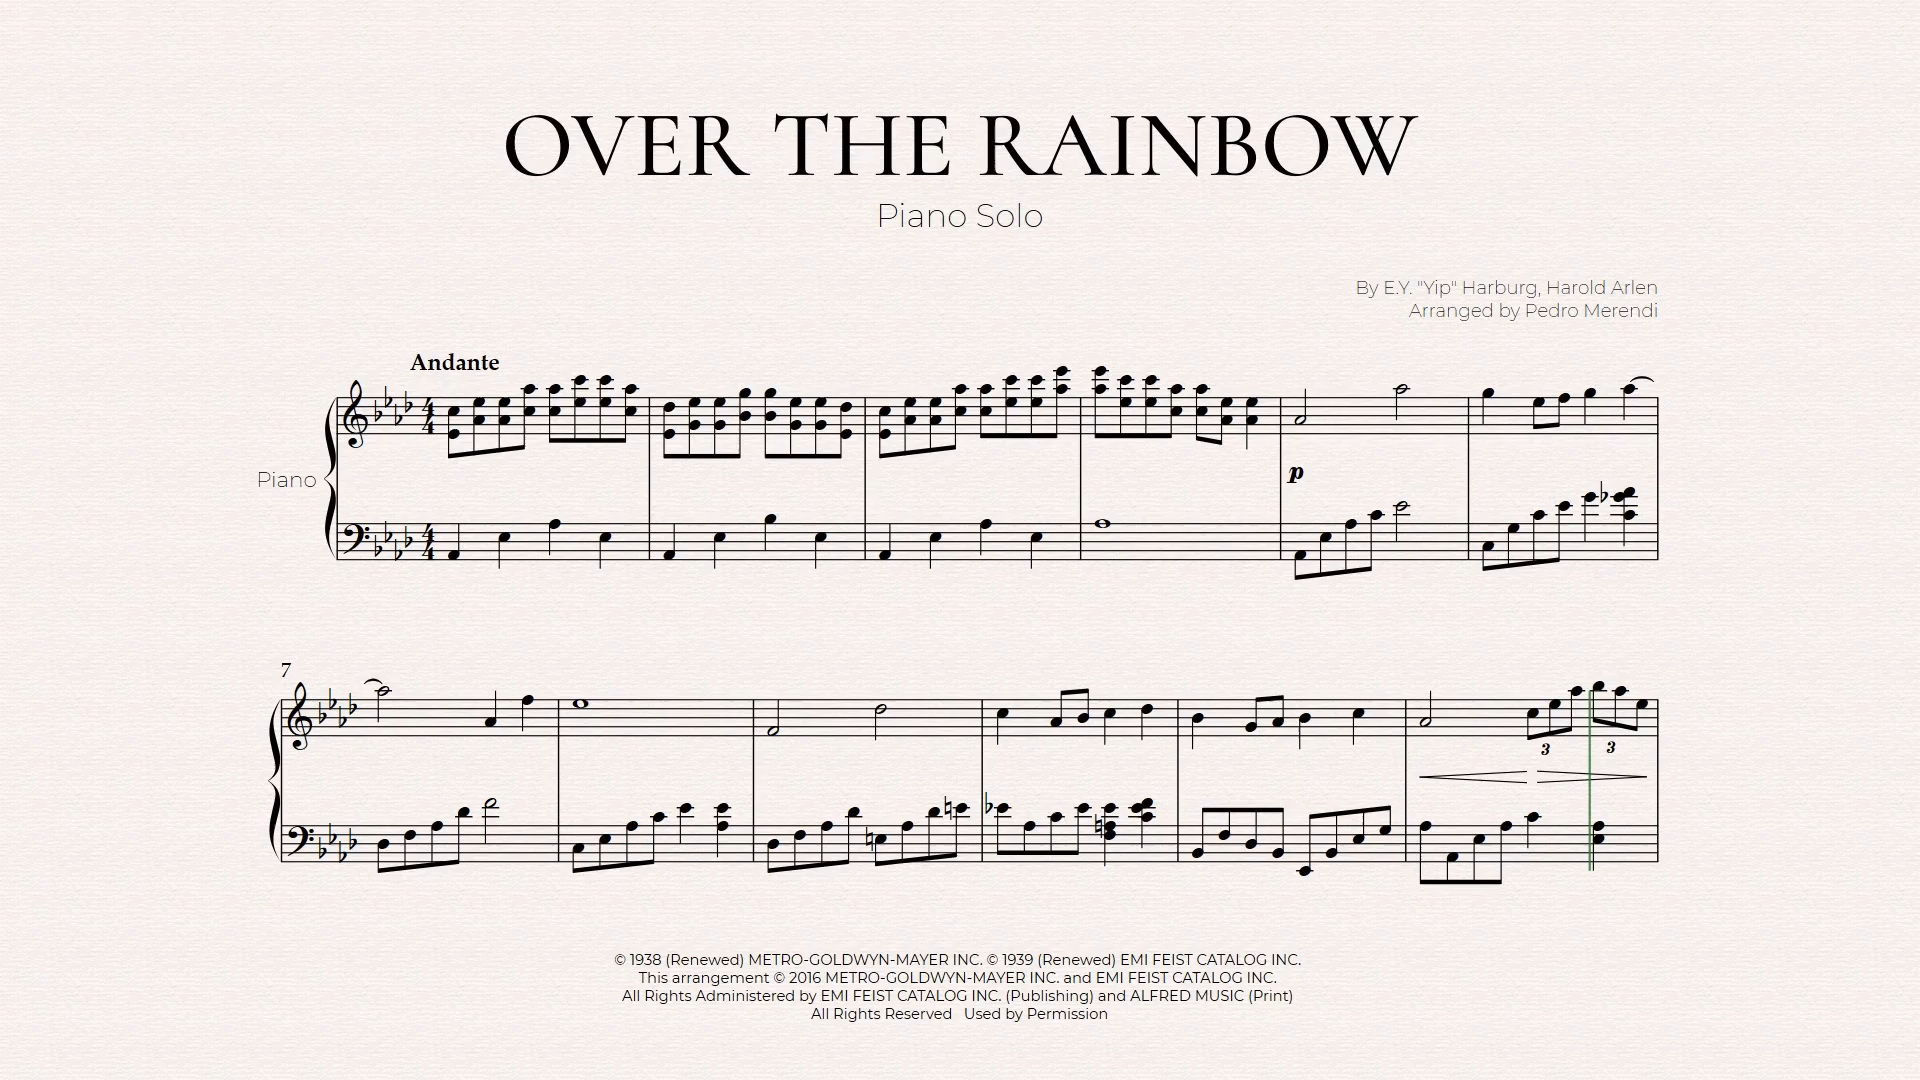 OVER THE RAINBOW
Piano Solo
By E.Y. "Yip" Harburg, Harold Arlen
Arranged by Pedro Merendi
Andante
Piano
p
7
3
3
© 1938 (Renewed) METRO-GOLDWYN-MAYER INC. © 1939 (Renewed) EMI FEIST CATALOG INC.
This arrangement © 2016 METRO-GOLDWYN-MAYER INC. and EMI FEIST CATALOG INC.
All Rights Administered by EMI FEIST CATALOG INC. (Publishing) and ALFRED MUSIC (Print)
All Rights Reserved Used by Permission